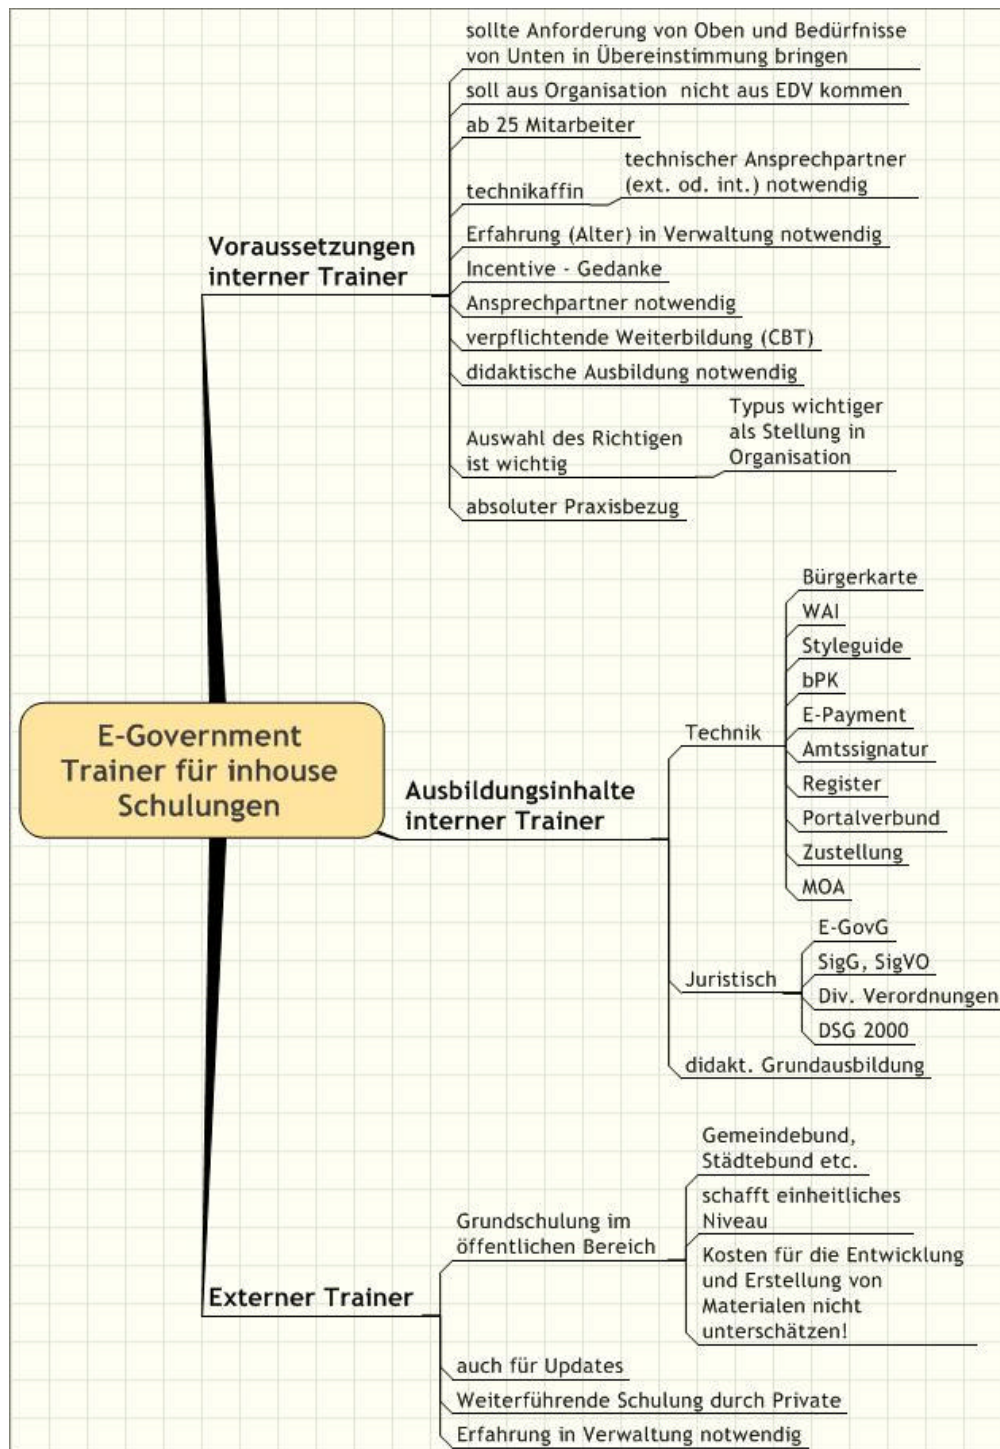 sollte Anforderung von Oben und Bedürfnisse
von Unten in Übereinstimmung bringen
soll aus Organisation nicht aus EDV kommen
ab 25 Mitarbeiter
technikaffin
technischer Ansprechpartner
(ext. od. int.) notwendig
Voraussetzungen
interner Trainer
Erfahrung (Alter) in Verwaltung notwendig
Incentive - Gedanke
Ansprechpartner notwendig
verpflichtende Weiterbildung (CBT)
didaktische Ausbildung notwendig
Auswahl des Richtigen
ist wichtig
Typus wichtiger
als Stellung in
Organisation
absoluter Praxisbezug
E-Government
Trainer für inhouse
Schulungen
Ausbildungsinhalte
interner Trainer
Technik
Bürgerkarte
WAI
Styleguide
bPK
E-Payment
Amtssignatur
Register
Portalverbund
Zustellung
MOA
Juristisch
E-GovG
SigG, SigVO
Div. Verordnungen
DSG 2000
didakt. Grundausbildung
Externer Trainer
Grundschulung im
öffentlichen Bereich
Gemeindebund,
Städtebund etc.
schafft einheitliches
Niveau
Kosten für die Entwicklung
und Erstellung von
Materialen nicht
unterschätzen!
auch für Updates
Weiterführende Schulung durch Private
Erfahrung in Verwaltung notwendig